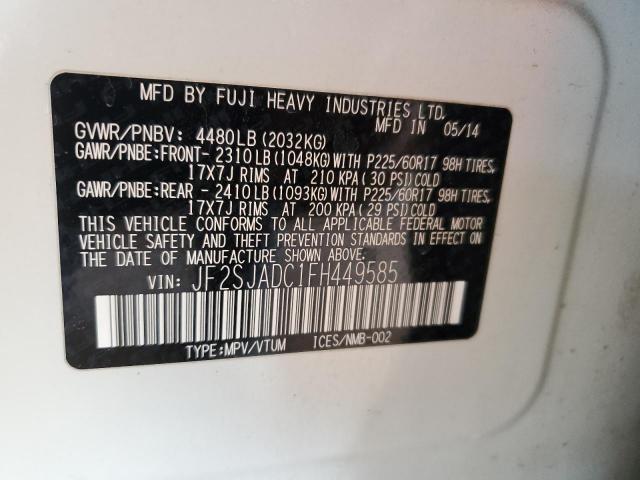 MFD BY FUJI HEAVY INDUSTRIES LTD.
MFD IN 05/14
GVWR/PNBV: 4480LB (2032KG)
GAWR/PNBE:FRONT- 2310LB (1048KG) WITH P225/60R17 98H TIRES,
17X7J RIMS AT 210 KPA (30 PSI) COLD
GAWR/PNBE:REAR - 2410LB (1093KG) WITH P225/60R17 98H TIRES,
17X7J RIMS AT 200 KPA (29 PSI) COLD
THIS VEHICLE CONFORMS TO ALL APPLICABLE FEDERAL MOTOR
VEHICLE SAFETY AND THEFT PREVENTION STANDARDS IN EFFECT ON
THE DATE OF MANUFACTURE SHOWN ABOVE.
VIN: JF2SJADC1FH449585
TYPE:MPV/VTUM ICES/NMB-002